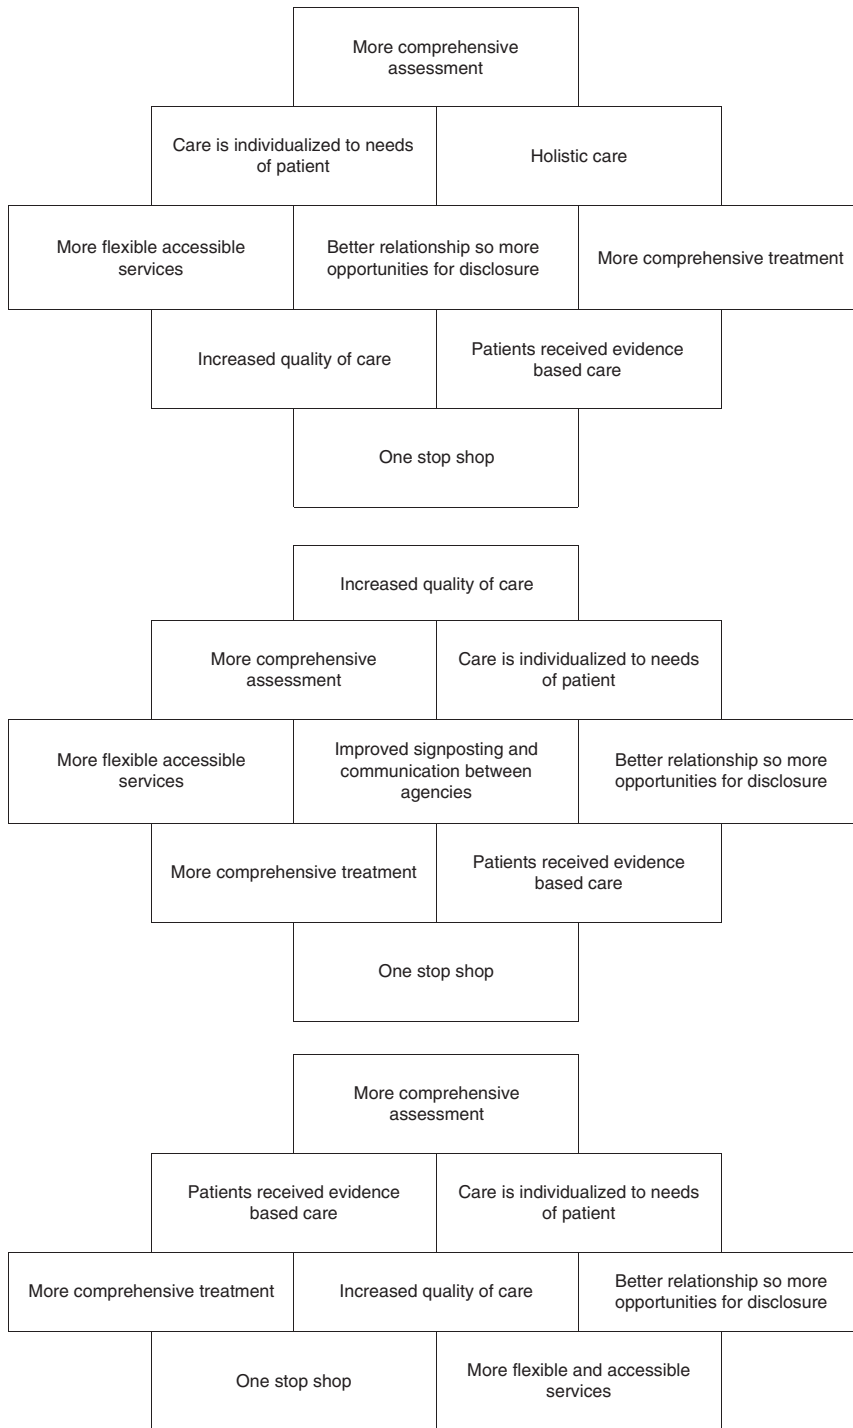 More comprehensive
assessment
Care is individualized to needs
of patient
Holistic care
More flexible accessible
services
Better relationship so more
opportunities for disclosure
More comprehensive treatment
Increased quality of care
Patients received evidence
based care
One stop shop
Increased quality of care
More comprehensive
assessment
Care is individualized to needs
of patient
More flexible accessible
services
Improved signposting and
communication between
agencies
Better relationship so more
opportunities for disclosure
More comprehensive treatment
Patients received evidence
based care
One stop shop
More comprehensive
assessment
Patients received evidence
based care
Care is individualized to needs
of patient
More comprehensive treatment
Increased quality of care
Better relationship so more
opportunities for disclosure
One stop shop
More flexible and accessible
services